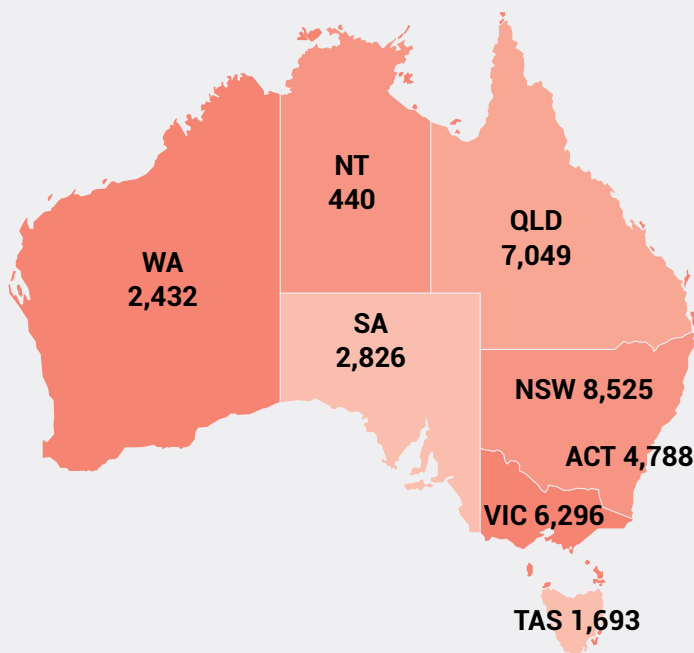 NT
440
QLD
7,049
WA
2,432
SA
2,826
NSW 8,525
ACT 4,788
VIC 6,296
TAS 1,693